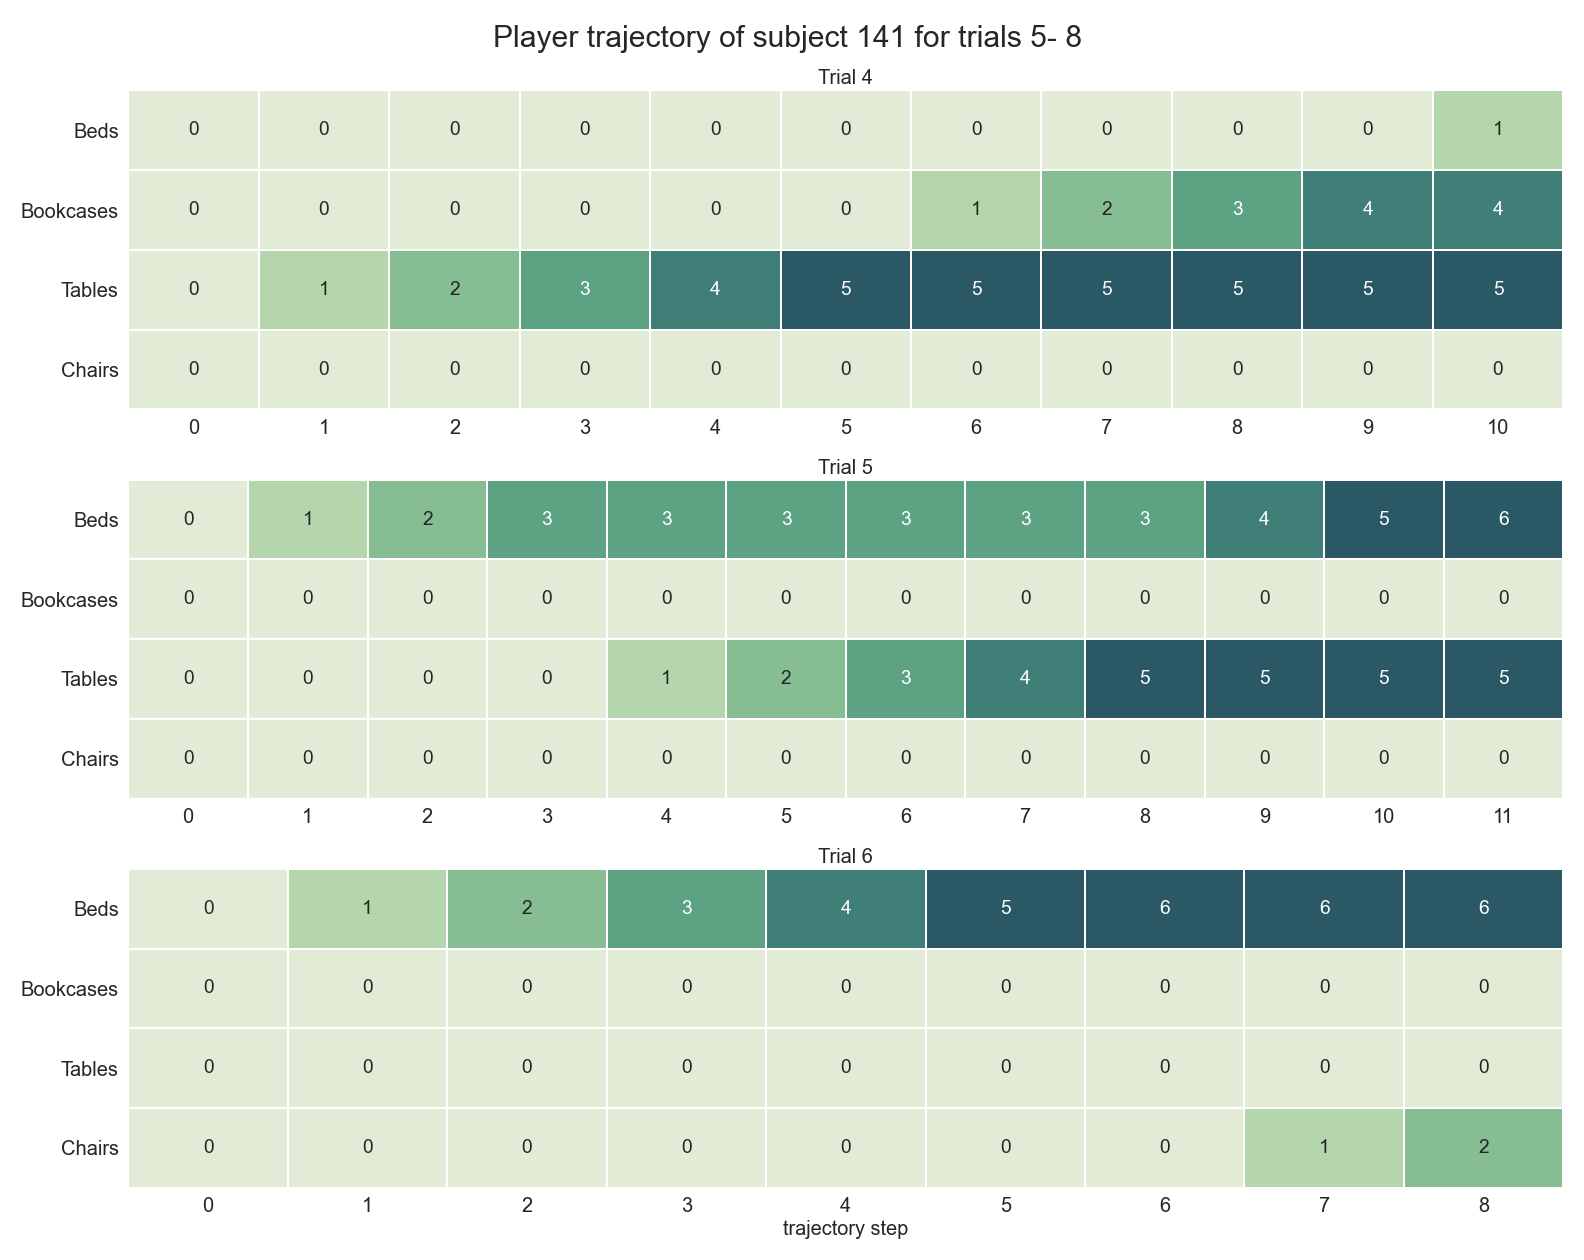 Player trajectory of subject 141 for trials 5- 8
Trial 4
Beds 0 0 0 0 0 0 0 0 0 0 1
Bookcases 0 0 0 0 0 0 1 2 3 4 4
Tables 0 1 2 3 4 5 5 5 5 5 5
Chairs 0 0 0 0 0 0 0 0 0 0 0
0 1 2 3 4 5 6 7 8 9 10
Trial 5
Beds 0 1 2 3 3 3 3 3 3 4 5 6
Bookcases 0 0 0 0 0 0 0 0 0 0 0 0
Tables 0 0 0 0 1 2 3 4 5 5 5 5
Chairs 0 0 0 0 0 0 0 0 0 0 0 0
0 1 2 3 4 5 6 7 8 9 10 11
Trial 6
Beds 0 1 2 3 4 5 6 6 6
Bookcases 0 0 0 0 0 0 0 0 0
Tables 0 0 0 0 0 0 0 0 0
Chairs 0 0 0 0 0 0 0 1 2
0 1 2 3 4 5 6 7 8
trajectory step